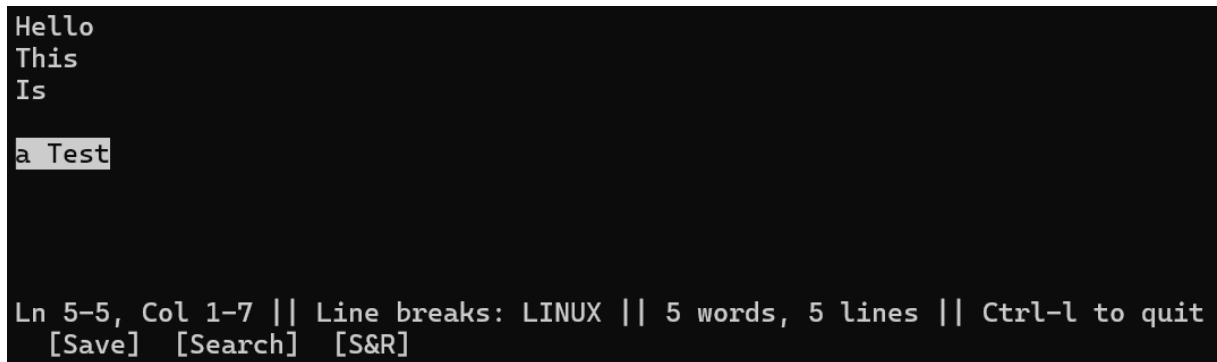 Hello
This
Is
a Test
Ln 5-5, Col 1-7 || Line breaks: LINUX || 5 words, 5 lines || Ctrl-l to quit
[Save] [Search] [S&R]